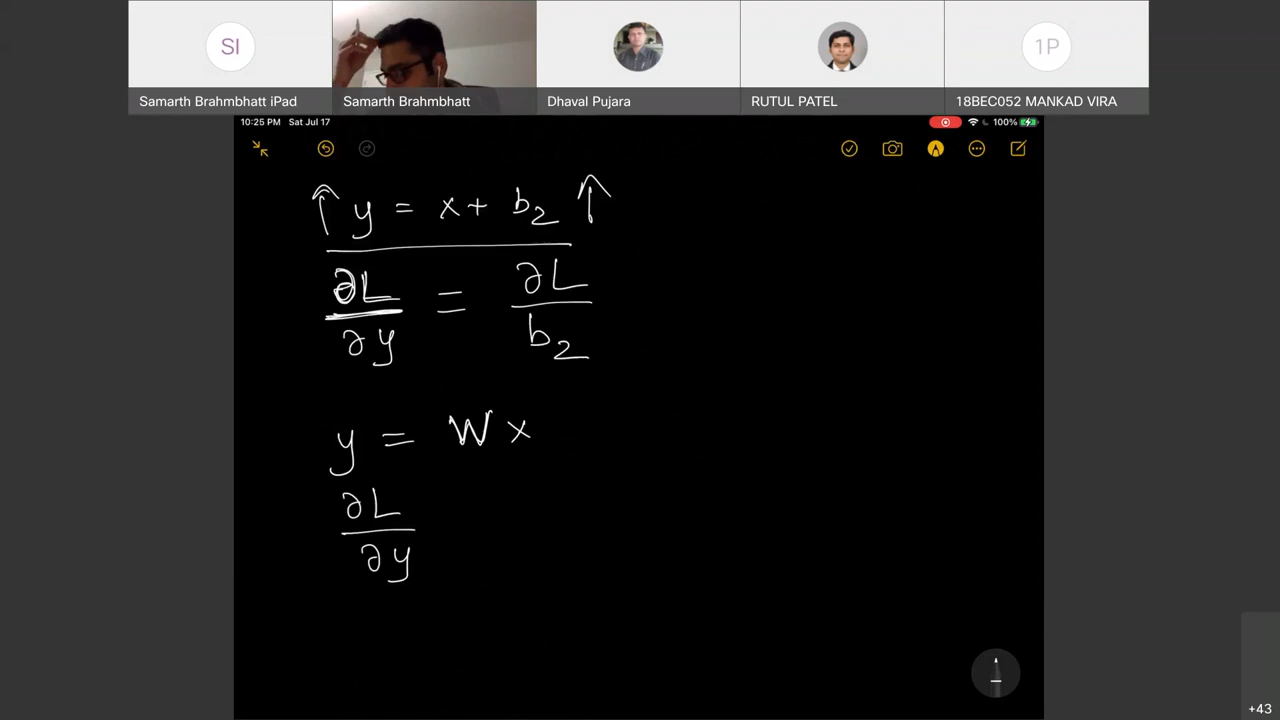 SI
1P
Samarth Brahmbhatt iPad
Samarth Brahmbhatt
Dhaval Pujara
RUTUL PATEL
18BEC052 MANKAD VIRA
10:25 PM Sat Jul 17
100%
↑ y = x + b₂ ↑
∂L/∂y = ∂L/b₂
y = W x
∂L/∂y
+43